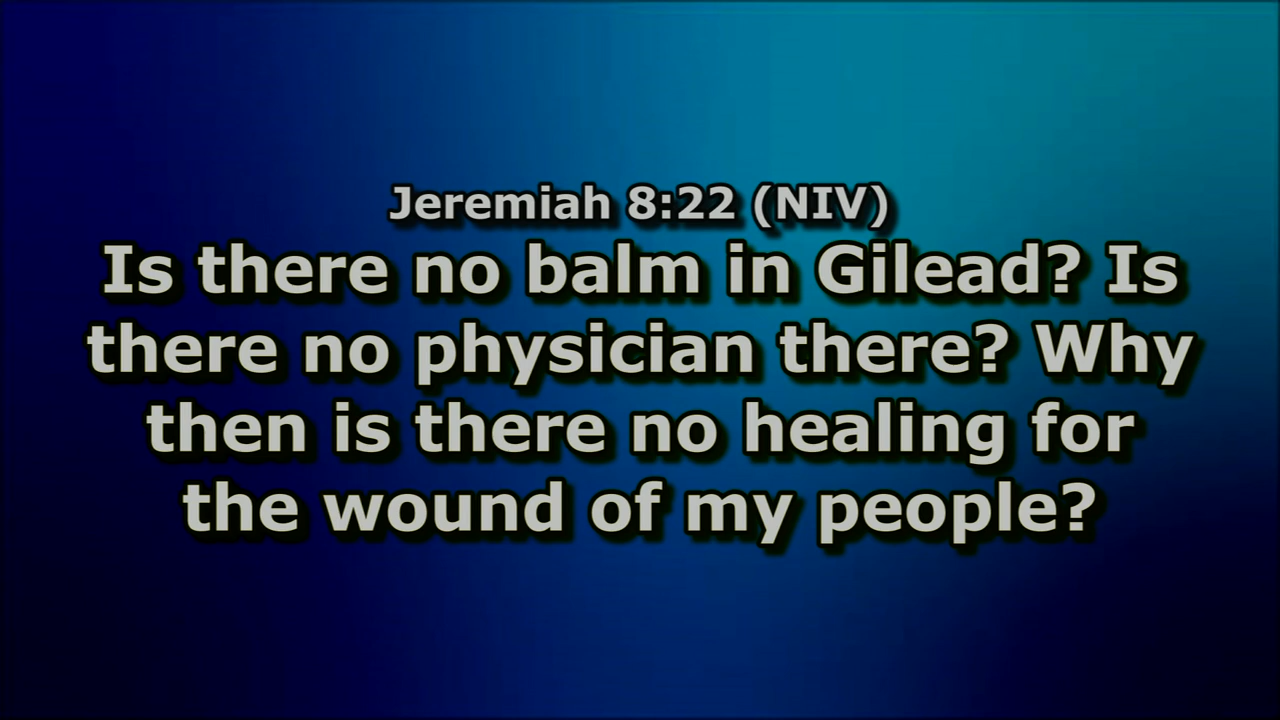 Jeremiah 8:22 (NIV)
Is there no balm in Gilead? Is
there no physician there? Why
then is there no healing for
the wound of my people?